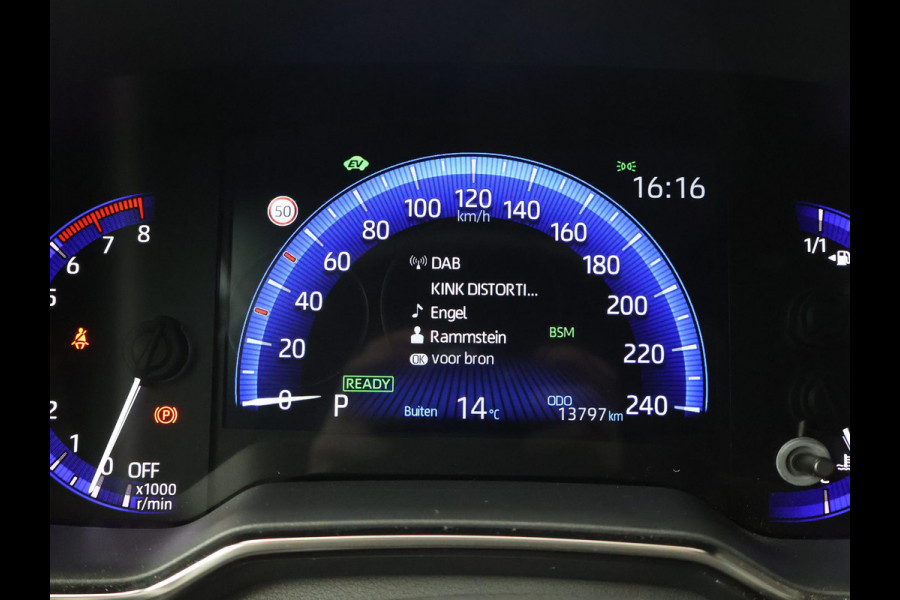 EV
16:16
50
0
20
40
60
80
100
120
km/h
140
160
180
200
220
240
DAB
KINK DISTORTI...
Engel
Rammstein
OK voor bron
BSM
READY
P
Buiten 14 °C
ODO
13797 km
8
7
6
5
2
1
0
OFF
x1000
r/min
P
1/1